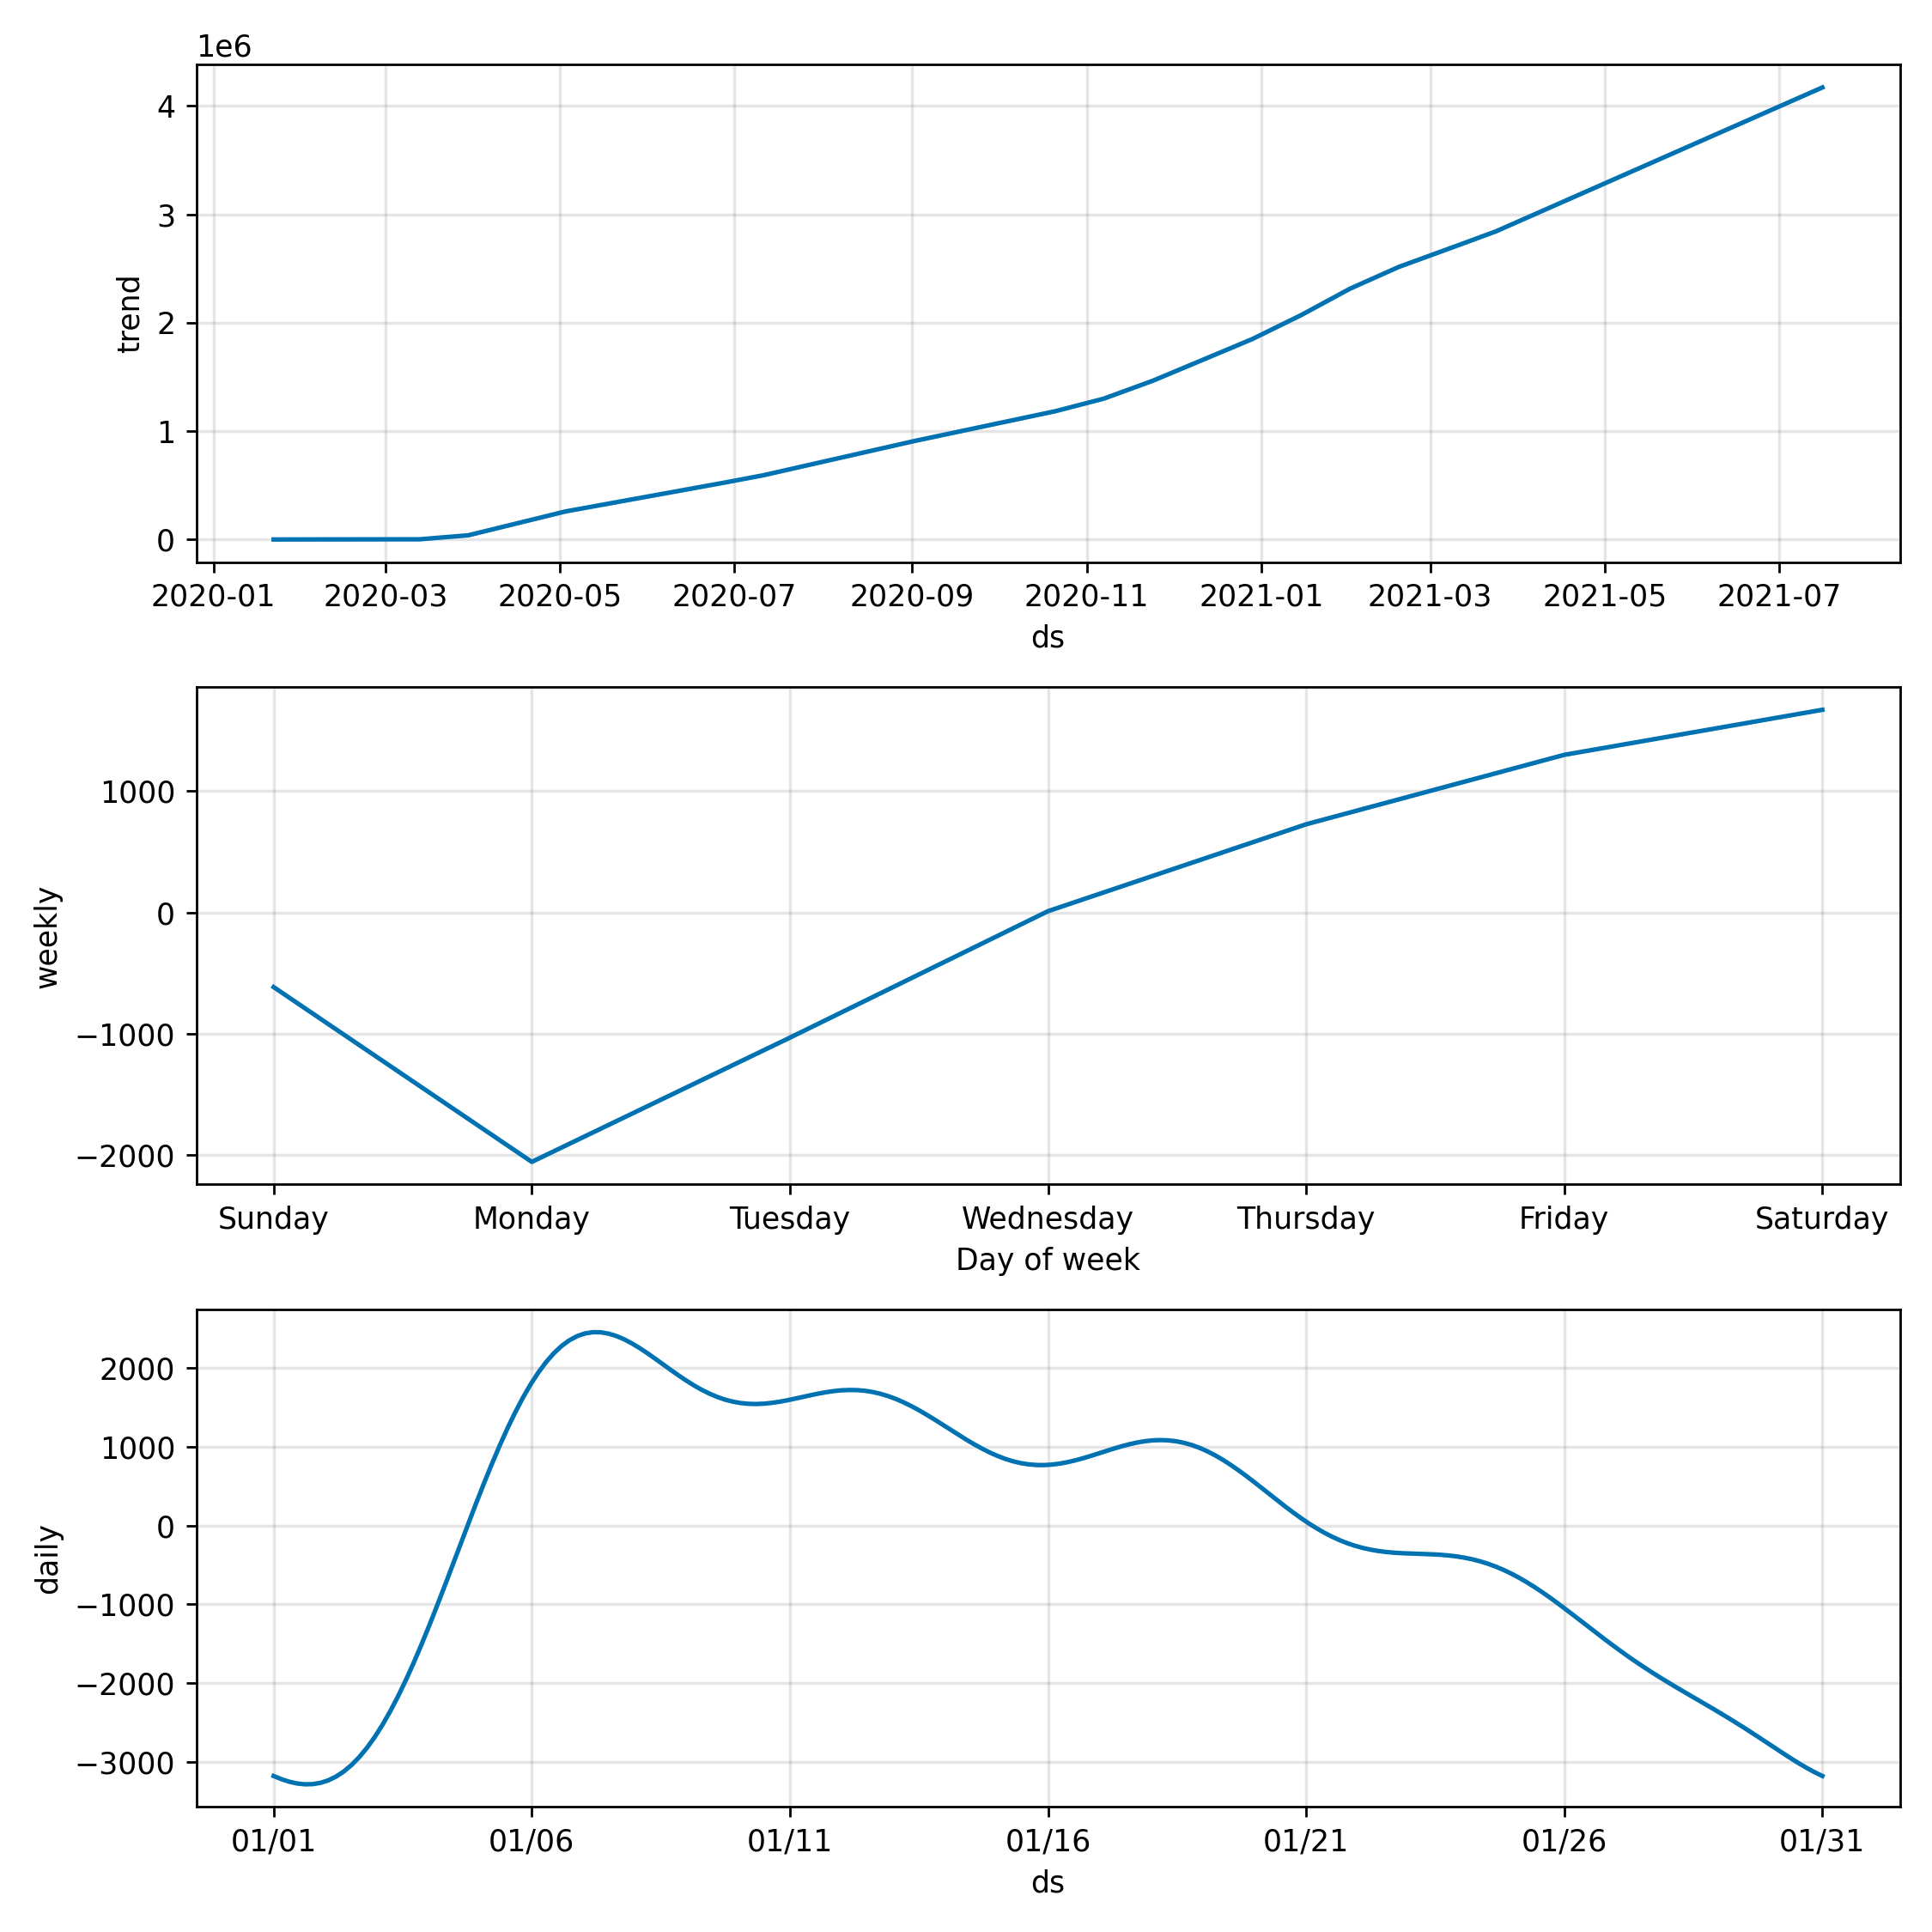 1e6
4
3
2
1
0
trend
2020-01 2020-03 2020-05 2020-07 2020-09 2020-11 2021-01 2021-03 2021-05 2021-07
ds
1000
0
−1000
−2000
weekly
Sunday Monday Tuesday Wednesday Thursday Friday Saturday
Day of week
2000
1000
0
−1000
−2000
−3000
daily
01/01 01/06 01/11 01/16 01/21 01/26 01/31
ds